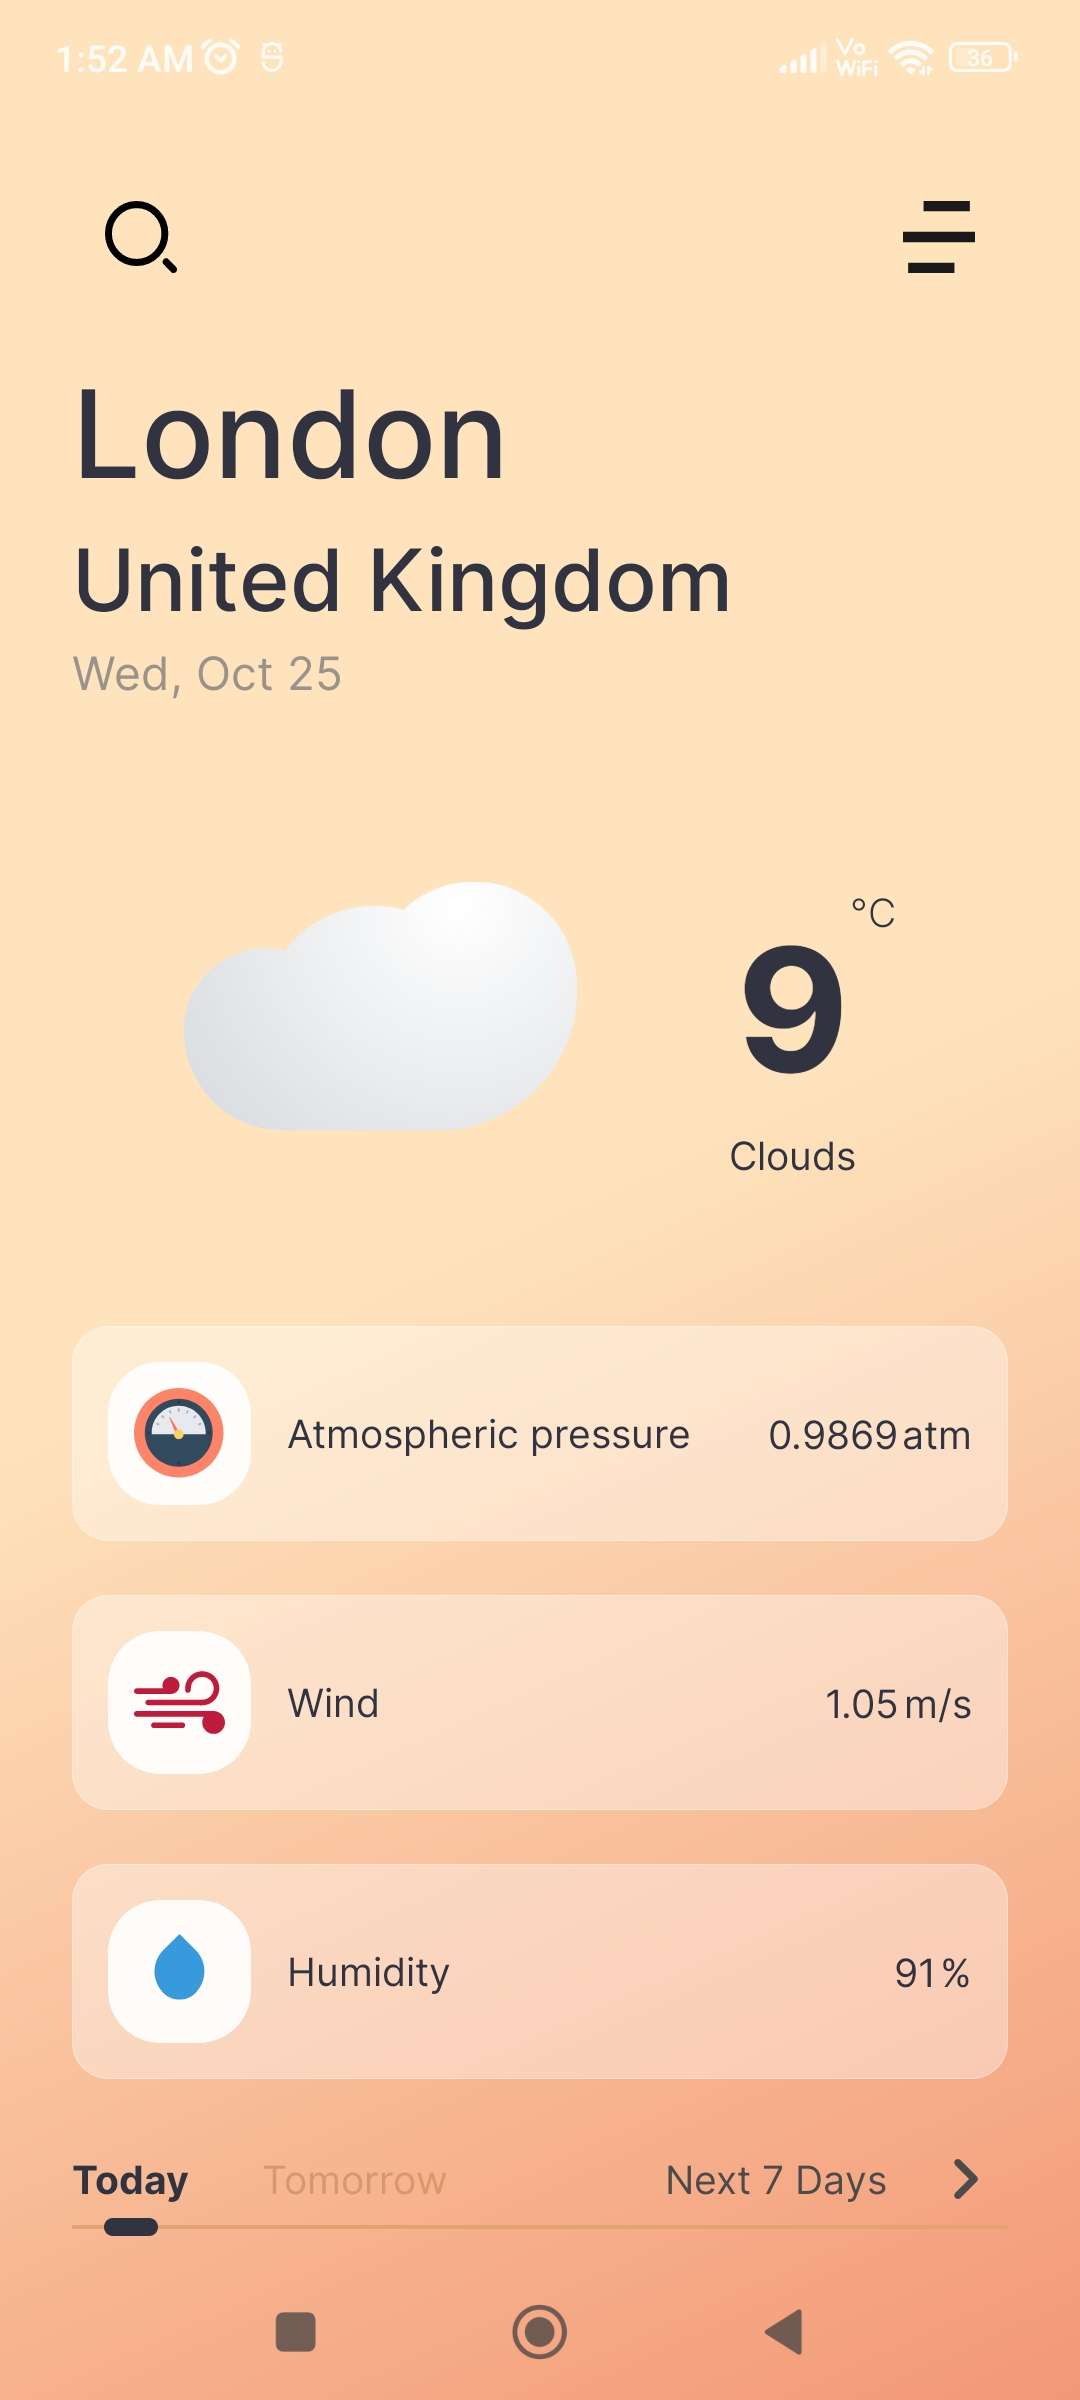 1:52 AM
Vo
WiFi
36
London
United Kingdom
Wed, Oct 25
°C
9
Clouds
Atmospheric pressure 0.9869 atm
Wind 1.05 m/s
Humidity 91%
Today Tomorrow Next 7 Days